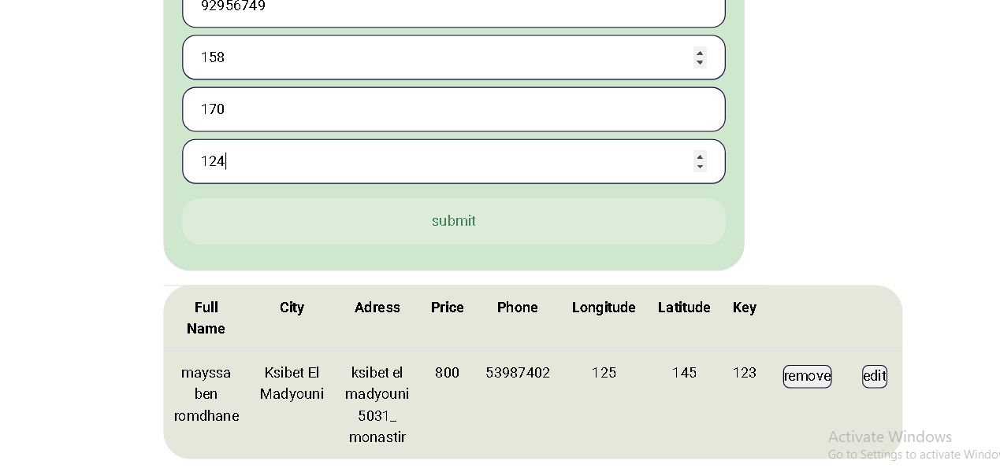 92956749
158
170
124
submit
Full Name City Adress Price Phone Longitude Latitude Key
mayssa ben romdhane Ksibet El Madyouni ksibet el madyouni 5031_ monastir 800 53987402 125 145 123 remove edit
Activate Windows
Go to Settings to activate Windo